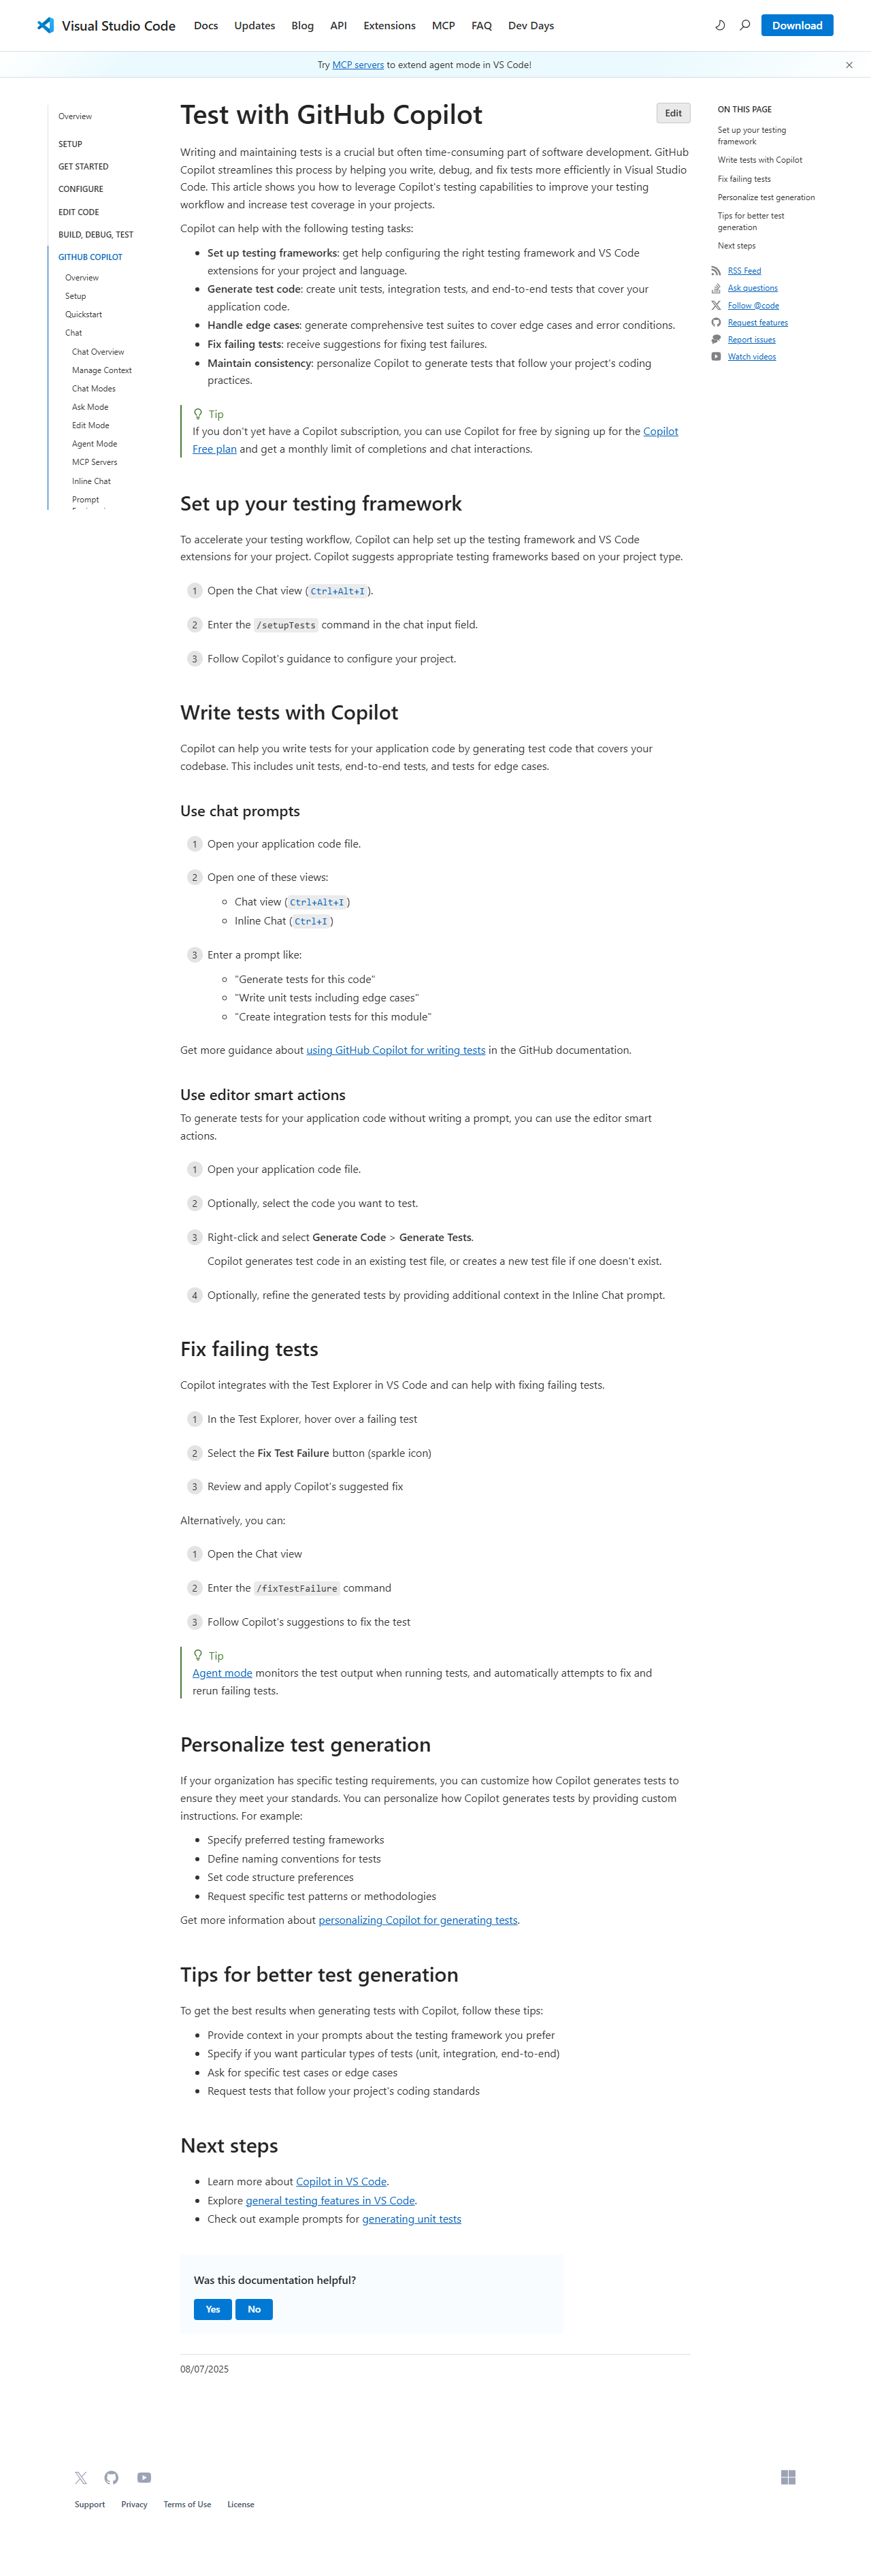 Visual Studio Code Docs Updates Blog API Extensions MCP FAQ Dev Days Download
Try MCP servers to extend agent mode in VS Code!
Overview
SETUP
GET STARTED
CONFIGURE
EDIT CODE
BUILD, DEBUG, TEST
GITHUB COPILOT
Overview
Setup
Quickstart
Chat
Chat Overview
Manage Context
Chat Modes
Ask Mode
Edit Mode
Agent Mode
MCP Servers
Inline Chat
Prompt
Test with GitHub Copilot
Edit
Writing and maintaining tests is a crucial but often time-consuming part of software development. GitHub
Copilot streamlines this process by helping you write, debug, and fix tests more efficiently in Visual Studio
Code. This article shows you how to leverage Copilot's testing capabilities to improve your testing
workflow and increase test coverage in your projects.
Copilot can help with the following testing tasks:
Set up testing frameworks: get help configuring the right testing framework and VS Code
extensions for your project and language.
Generate test code: create unit tests, integration tests, and end-to-end tests that cover your
application code.
Handle edge cases: generate comprehensive test suites to cover edge cases and error conditions.
Fix failing tests: receive suggestions for fixing test failures.
Maintain consistency: personalize Copilot to generate tests that follow your project's coding
practices.
Tip
If you don't yet have a Copilot subscription, you can use Copilot for free by signing up for the Copilot
Free plan and get a monthly limit of completions and chat interactions.
Set up your testing framework
To accelerate your testing workflow, Copilot can help set up the testing framework and VS Code
extensions for your project. Copilot suggests appropriate testing frameworks based on your project type.
1 Open the Chat view (Ctrl+Alt+I).
2 Enter the /setupTests command in the chat input field.
3 Follow Copilot's guidance to configure your project.
Write tests with Copilot
Copilot can help you write tests for your application code by generating test code that covers your
codebase. This includes unit tests, end-to-end tests, and tests for edge cases.
Use chat prompts
1 Open your application code file.
2 Open one of these views:
Chat view (Ctrl+Alt+I)
Inline Chat (Ctrl+I)
3 Enter a prompt like:
"Generate tests for this code"
"Write unit tests including edge cases"
"Create integration tests for this module"
Get more guidance about using GitHub Copilot for writing tests in the GitHub documentation.
Use editor smart actions
To generate tests for your application code without writing a prompt, you can use the editor smart
actions.
1 Open your application code file.
2 Optionally, select the code you want to test.
3 Right-click and select Generate Code > Generate Tests.
Copilot generates test code in an existing test file, or creates a new test file if one doesn't exist.
4 Optionally, refine the generated tests by providing additional context in the Inline Chat prompt.
Fix failing tests
Copilot integrates with the Test Explorer in VS Code and can help with fixing failing tests.
1 In the Test Explorer, hover over a failing test
2 Select the Fix Test Failure button (sparkle icon)
3 Review and apply Copilot's suggested fix
Alternatively, you can:
1 Open the Chat view
2 Enter the /fixTestFailure command
3 Follow Copilot's suggestions to fix the test
Tip
Agent mode monitors the test output when running tests, and automatically attempts to fix and
rerun failing tests.
Personalize test generation
If your organization has specific testing requirements, you can customize how Copilot generates tests to
ensure they meet your standards. You can personalize how Copilot generates tests by providing custom
instructions. For example:
Specify preferred testing frameworks
Define naming conventions for tests
Set code structure preferences
Request specific test patterns or methodologies
Get more information about personalizing Copilot for generating tests.
Tips for better test generation
To get the best results when generating tests with Copilot, follow these tips:
Provide context in your prompts about the testing framework you prefer
Specify if you want particular types of tests (unit, integration, end-to-end)
Ask for specific test cases or edge cases
Request tests that follow your project's coding standards
Next steps
Learn more about Copilot in VS Code.
Explore general testing features in VS Code.
Check out example prompts for generating unit tests
Was this documentation helpful?
Yes No
08/07/2025
ON THIS PAGE
Set up your testing
framework
Write tests with Copilot
Fix failing tests
Personalize test generation
Tips for better test
generation
Next steps
RSS Feed
Ask questions
Follow @code
Request features
Report issues
Watch videos
Support Privacy Terms of Use License